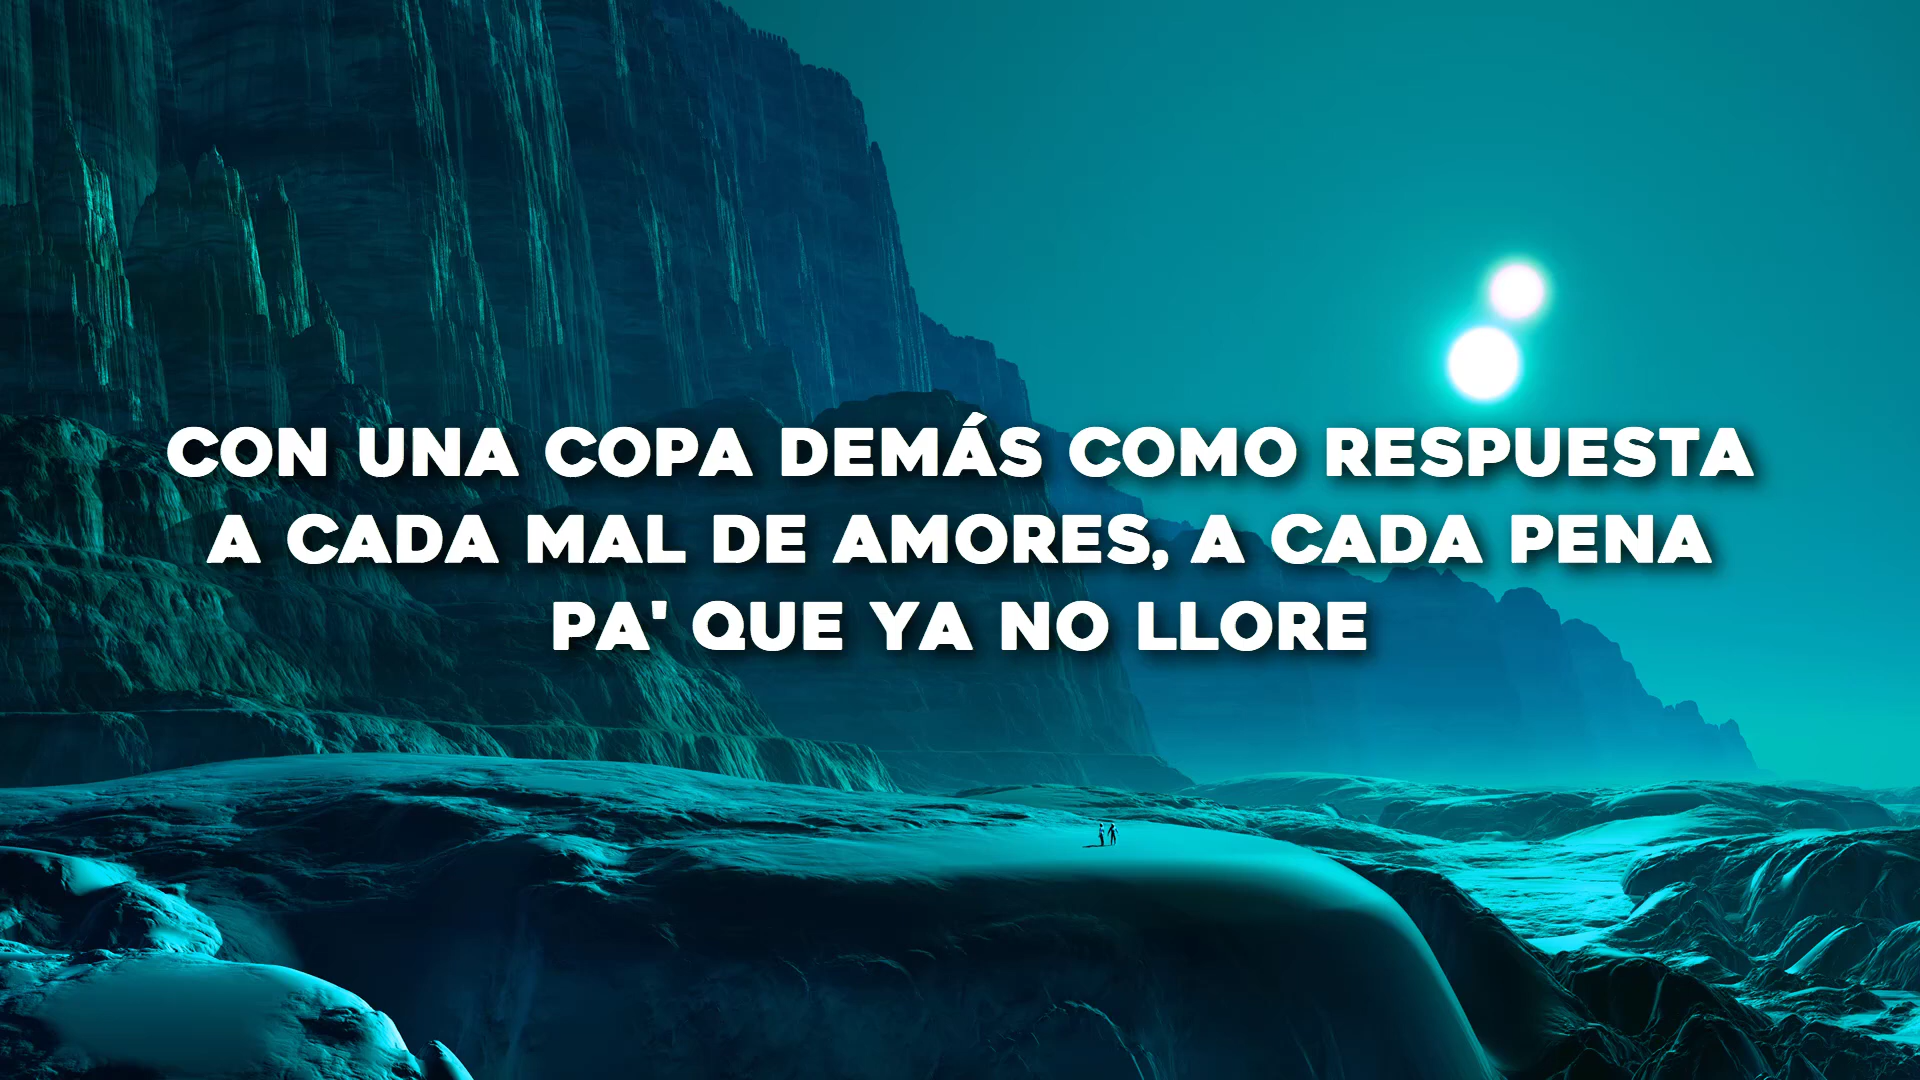 CON UNA COPA DEMÁS COMO RESPUESTA
A CADA MAL DE AMORES, A CADA PENA
PA' QUE YA NO LLORE